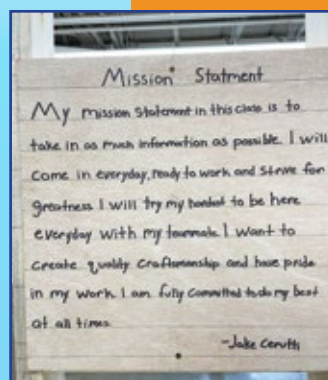 Mission Statment
My mission Statement in this class is to
take in as much information as possible. I will
come in everyday, ready to work and Strive for
greatness I will try my hardest to be here
everyday with my teammate I want to
create quality craftsmanship and have pride
in my work I am fully committed to do my best
at all times
-Jake Cerutti